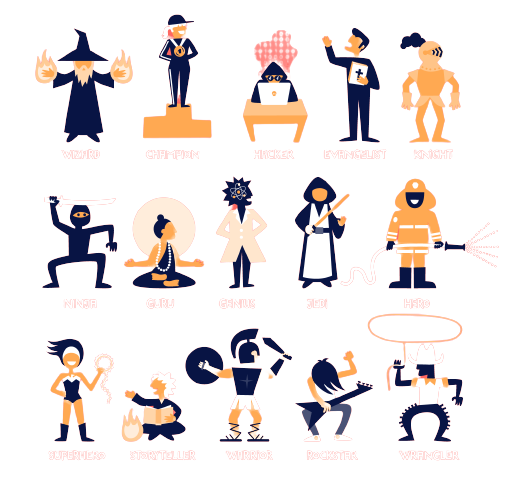 WIZARD
CHAMPION
HACKER
EVANGELIST
KNIGHT
NINJA
GURU
GENIUS
JEDI
HERO
SUPERHERO
STORYTELLER
WARRIOR
ROCKSTAR
WRANGLER